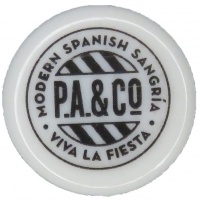 MODERN SPANISH SANGRÍA
P.A.&CO
· VIVA LA FIESTA ·